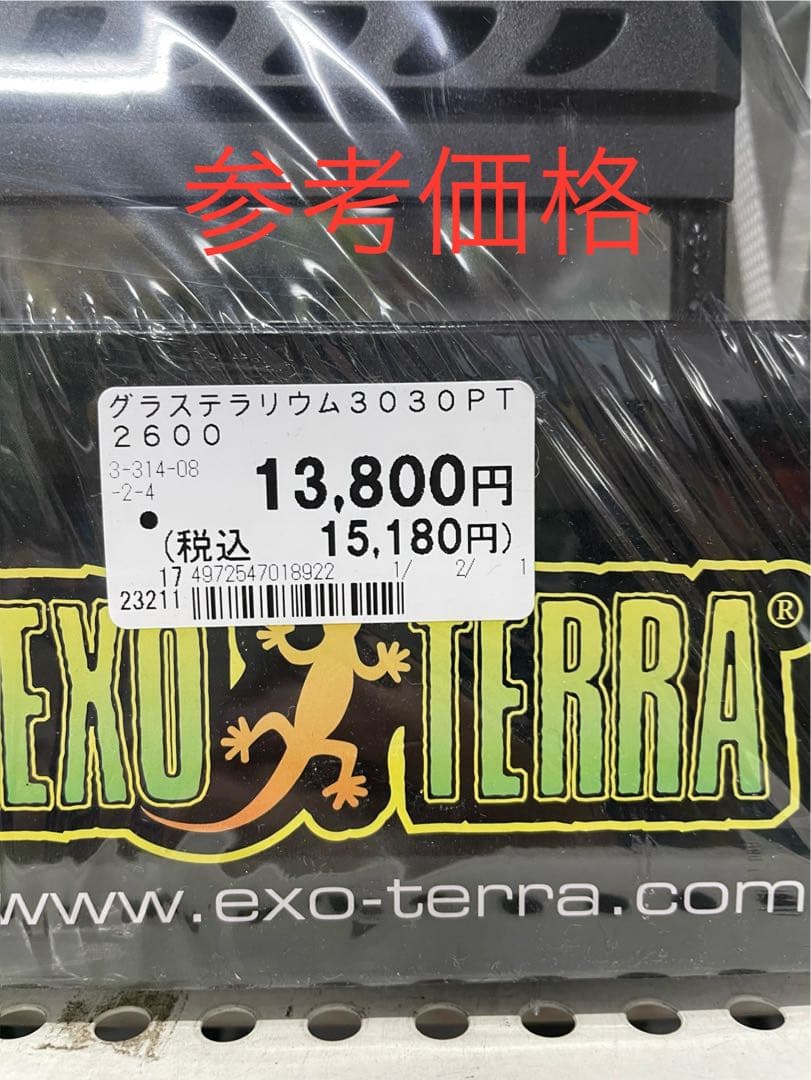 参考価格
グラステラリウム3030PT
2600
3-314-08
-2-4
13,800円
(税込 15,180円)
17 4972547018922 1/ 2/ 1
23211
EXO TERRA®
www.exo-terra.com